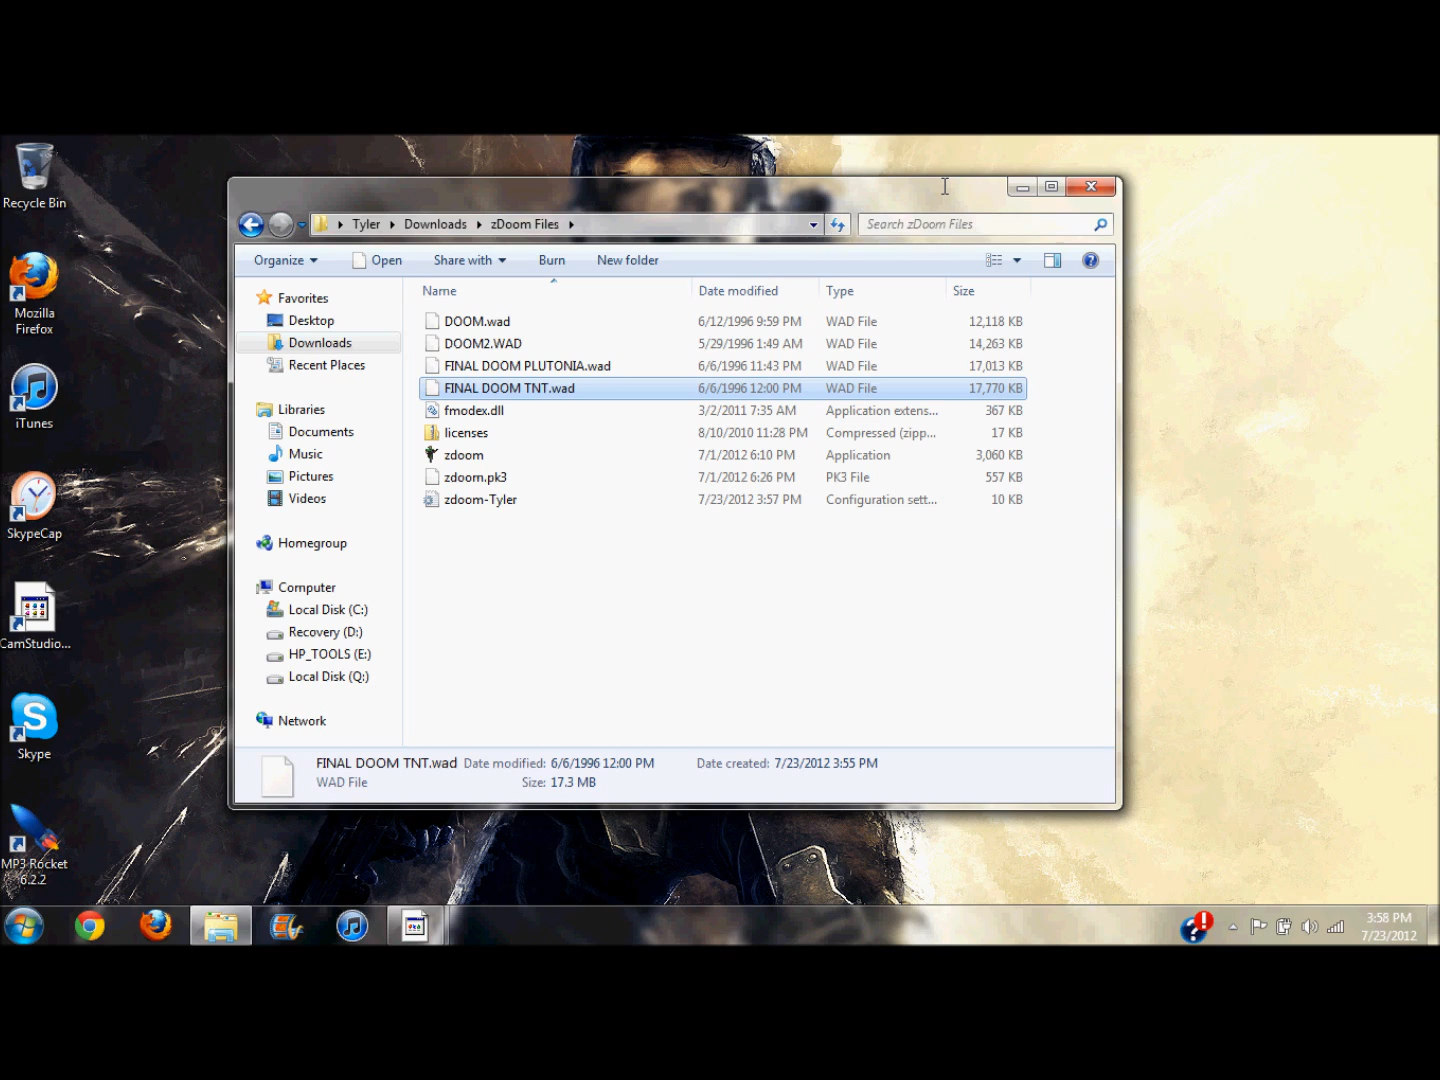 Recycle Bin
Mozilla
Firefox
iTunes
SkypeCap
CamStudio...
Skype
MP3 Rocket
6.2.2
Tyler Downloads zDoom Files
Search zDoom Files
Organize Open Share with Burn New folder
Favorites
Desktop
Downloads
Recent Places
Libraries
Documents
Music
Pictures
Videos
Homegroup
Computer
Local Disk (C:)
Recovery (D:)
HP_TOOLS (E:)
Local Disk (Q:)
Network
Name Date modified Type Size
DOOM.wad 6/12/1996 9:59 PM WAD File 12,118 KB
DOOM2.WAD 5/29/1996 1:49 AM WAD File 14,263 KB
FINAL DOOM PLUTONIA.wad 6/6/1996 11:43 PM WAD File 17,013 KB
FINAL DOOM TNT.wad 6/6/1996 12:00 PM WAD File 17,770 KB
fmodex.dll 3/2/2011 7:35 AM Application extens... 367 KB
licenses 8/10/2010 11:28 PM Compressed (zipp... 17 KB
zdoom 7/1/2012 6:10 PM Application 3,060 KB
zdoom.pk3 7/1/2012 6:26 PM PK3 File 557 KB
zdoom-Tyler 7/23/2012 3:57 PM Configuration sett... 10 KB
FINAL DOOM TNT.wad Date modified: 6/6/1996 12:00 PM Date created: 7/23/2012 3:55 PM
WAD File Size: 17.3 MB
3:58 PM
7/23/2012